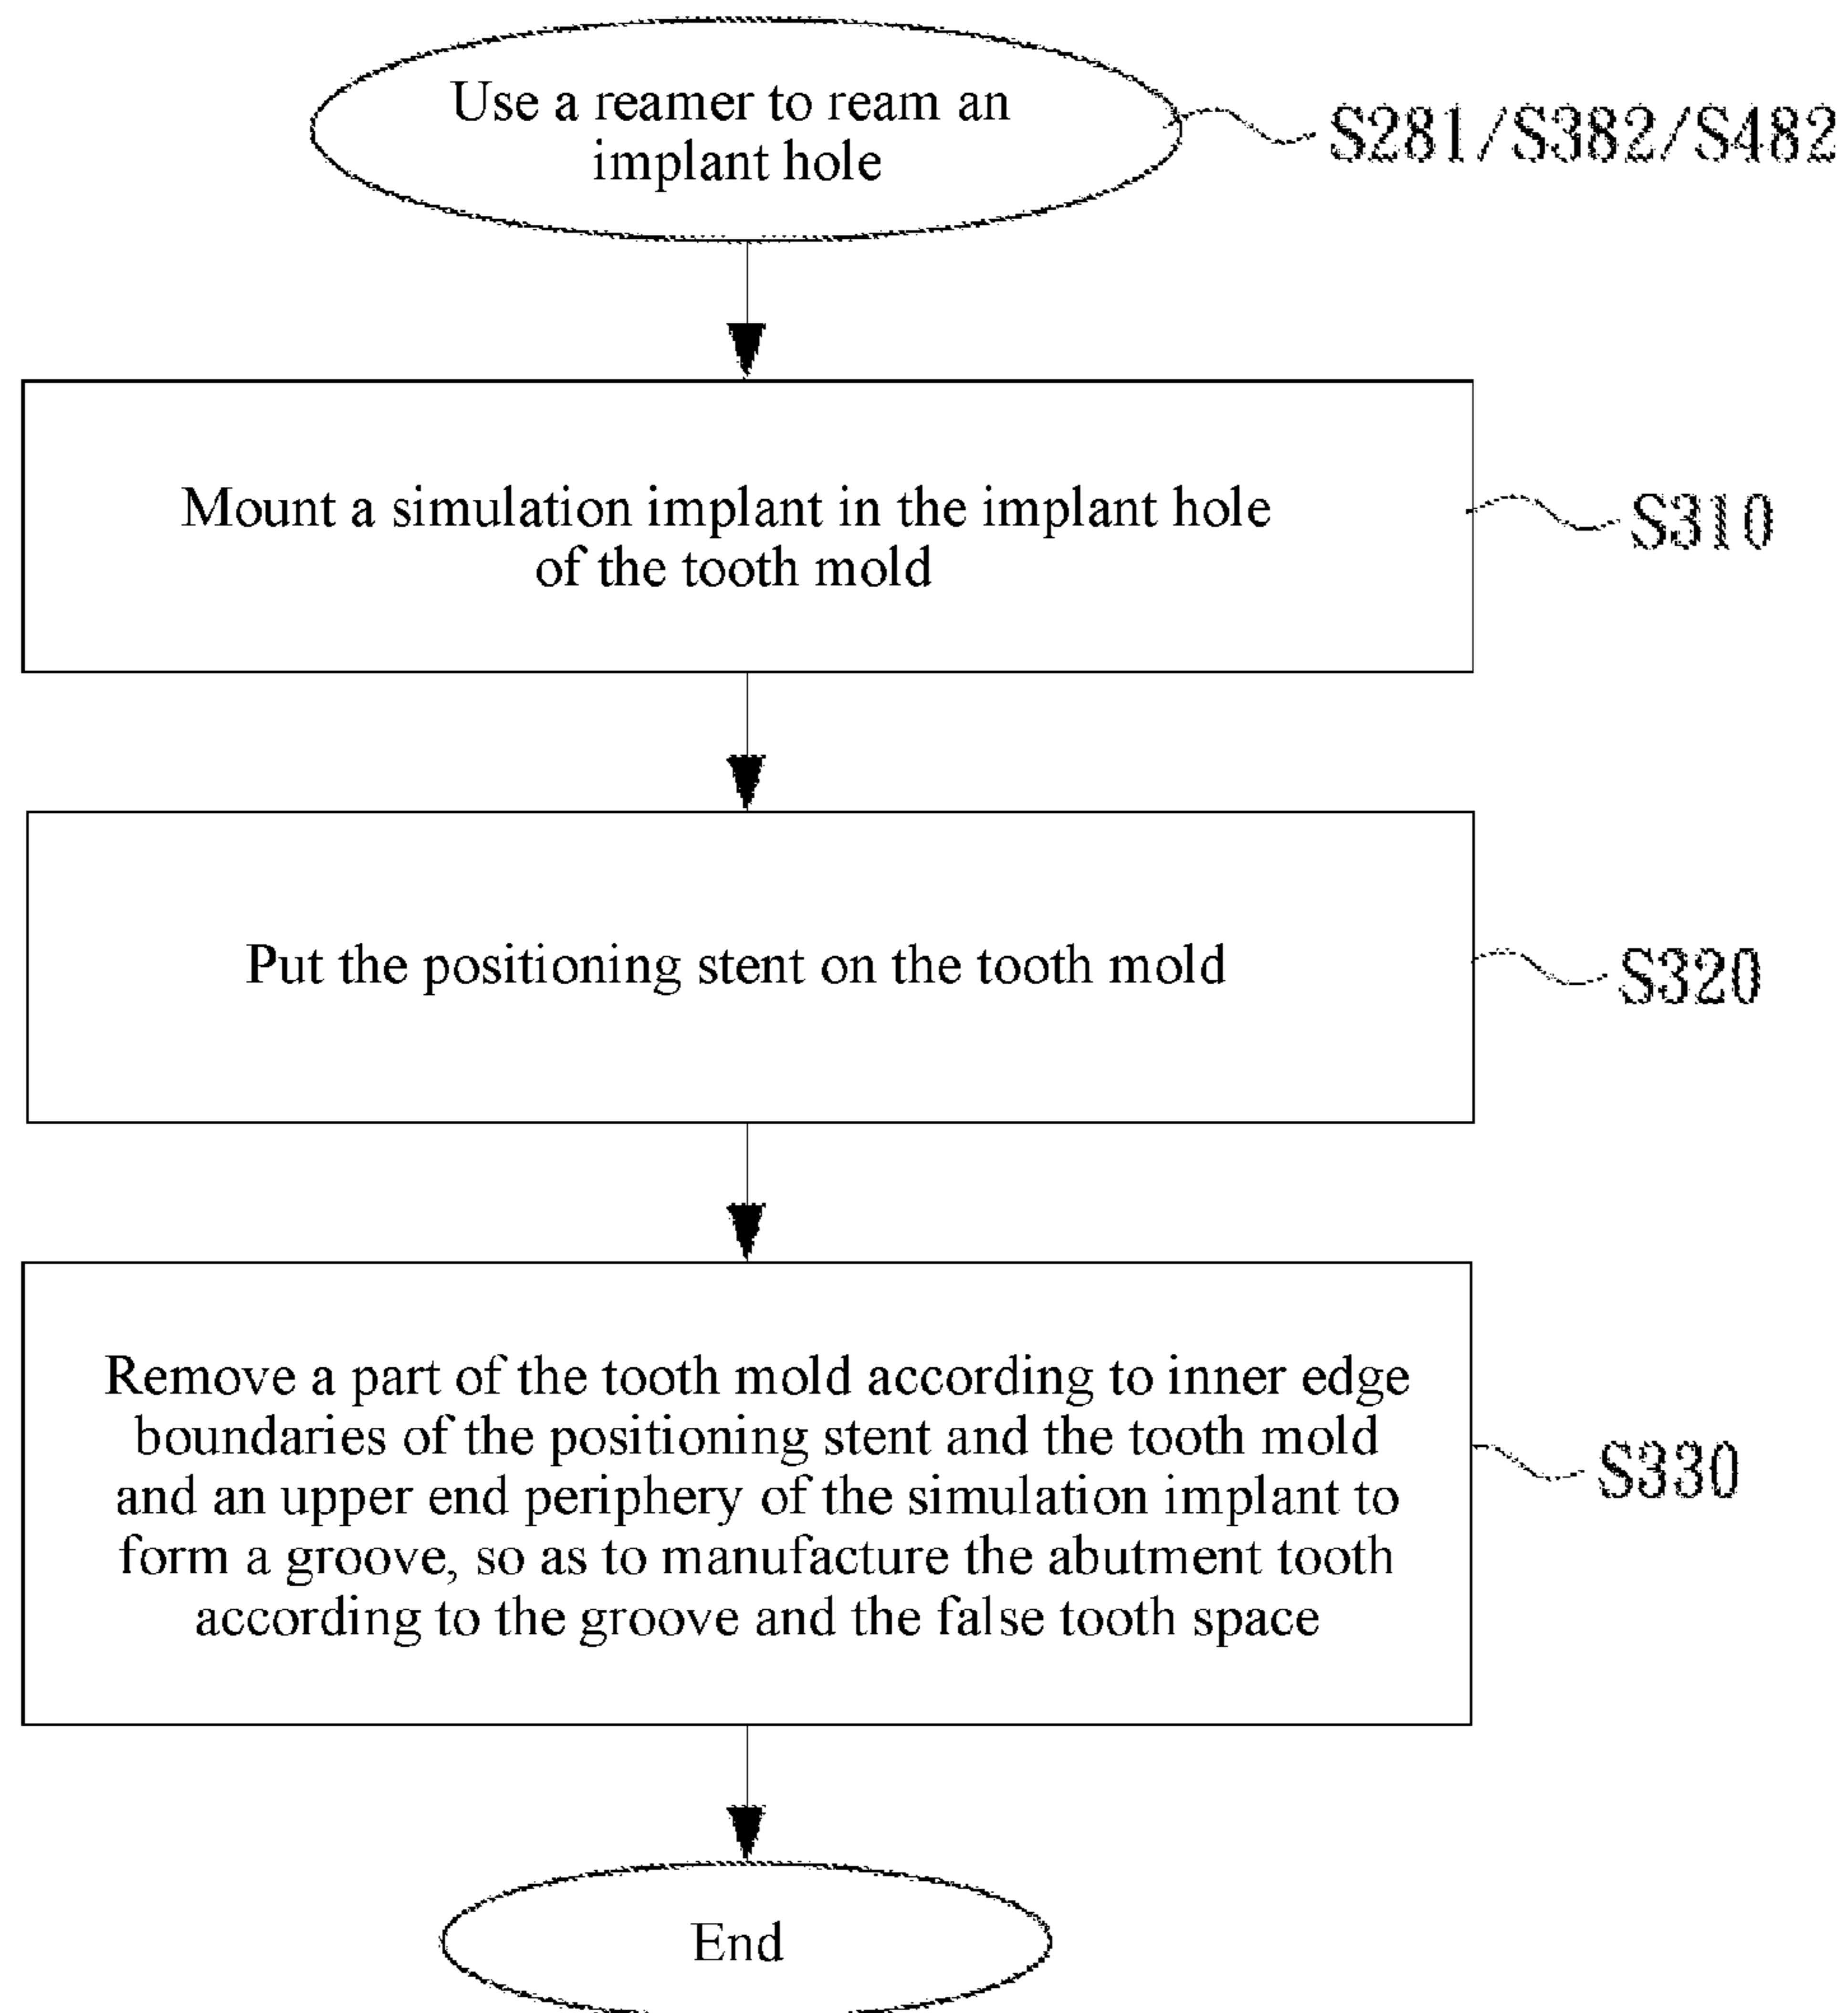 Use a reamer to ream an
implant hole
S281/S382/S482
Mount a simulation implant in the implant hole
of the tooth mold
S310
Put the positioning stent on the tooth mold
S320
Remove a part of the tooth mold according to inner edge
boundaries of the positioning stent and the tooth mold
and an upper end periphery of the simulation implant to
form a groove, so as to manufacture the abutment tooth
according to the groove and the false tooth space
S330
End